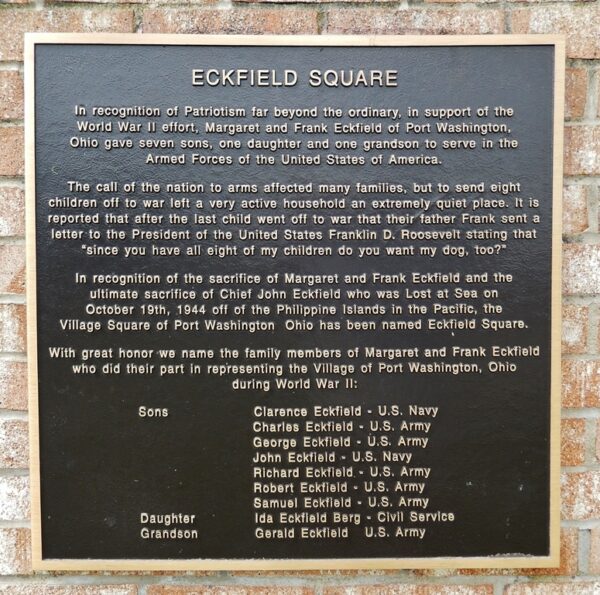 ECKFIELD SQUARE
In recognition of Patriotism far beyond the ordinary, in support of the
World War II effort, Margaret and Frank Eckfield of Port Washington,
Ohio gave seven sons, one daughter and one grandson to serve in the
Armed Forces of the United States of America.
The call of the nation to arms affected many families, but to send eight
children off to war left a very active household an extremely quiet place. It is
reported that after the last child went off to war that their father Frank sent a
letter to the President of the United States Franklin D. Roosevelt stating that
"since you have all eight of my children do you want my dog, too?"
In recognition of the sacrifice of Margaret and Frank Eckfield and the
ultimate sacrifice of Chief John Eckfield who was Lost at Sea on
October 19th, 1944 off of the Philippine Islands in the Pacific, the
Village Square of Port Washington Ohio has been named Eckfield Square.
With great honor we name the family members of Margaret and Frank Eckfield
who did their part in representing the Village of Port Washington, Ohio
during World War II:
Sons Clarence Eckfield - U.S. Navy
Charles Eckfield - U.S. Army
George Eckfield - U.S. Army
John Eckfield - U.S. Navy
Richard Eckfield - U.S. Army
Robert Eckfield - U.S. Army
Samuel Eckfield - U.S. Army
Daughter Ida Eckfield Berg - Civil Service
Grandson Gerald Eckfield U.S. Army